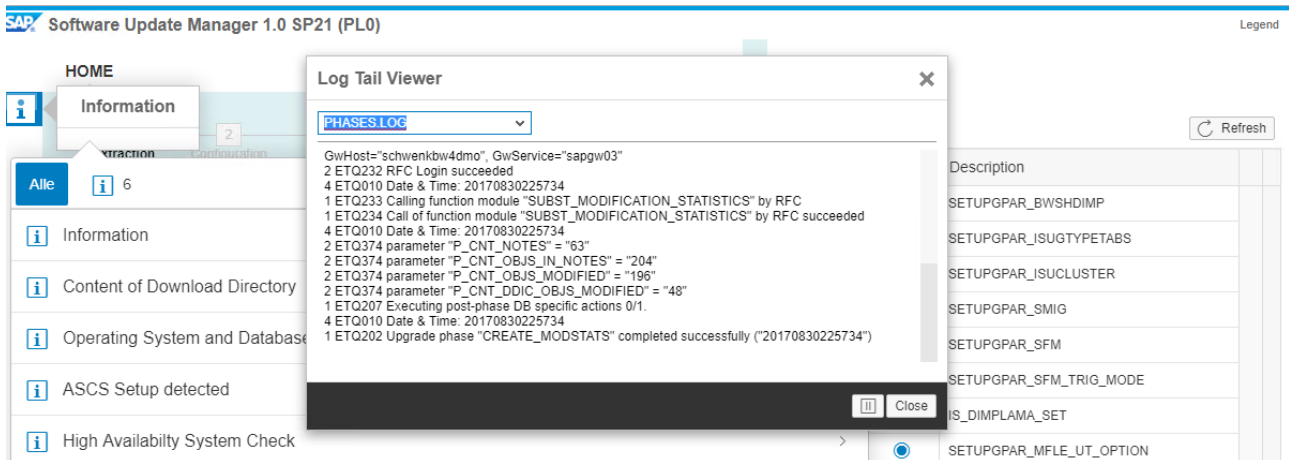 SAP Software Update Manager 1.0 SP21 (PL0)
Legend
HOME
Information
2
xtraction
Configuration
Alle
6
Information
Content of Download Directory
Operating System and Database
ASCS Setup detected
High Availabilty System Check
Log Tail Viewer
PHASES.LOG
GwHost="schwenkbw4dmo", GwService="sapgw03"
2 ETQ232 RFC Login succeeded
4 ETQ010 Date & Time: 20170830225734
1 ETQ233 Calling function module "SUBST_MODIFICATION_STATISTICS" by RFC
1 ETQ234 Call of function module "SUBST_MODIFICATION_STATISTICS" by RFC succeeded
4 ETQ010 Date & Time: 20170830225734
2 ETQ374 parameter "P_CNT_NOTES" = "63"
2 ETQ374 parameter "P_CNT_OBJS_IN_NOTES" = "204"
2 ETQ374 parameter "P_CNT_OBJS_MODIFIED" = "196"
2 ETQ374 parameter "P_CNT_DDIC_OBJS_MODIFIED" = "48"
1 ETQ207 Executing post-phase DB specific actions 0/1.
4 ETQ010 Date & Time: 20170830225734
1 ETQ202 Upgrade phase "CREATE_MODSTATS" completed successfully ("20170830225734")
Close
Refresh
Description
SETUPGPAR_BWSHDIMP
SETUPGPAR_ISUGTYPETABS
SETUPGPAR_ISUCLUSTER
SETUPGPAR_SMIG
SETUPGPAR_SFM
SETUPGPAR_SFM_TRIG_MODE
IS_DIMPLAMA_SET
SETUPGPAR_MFLE_UT_OPTION